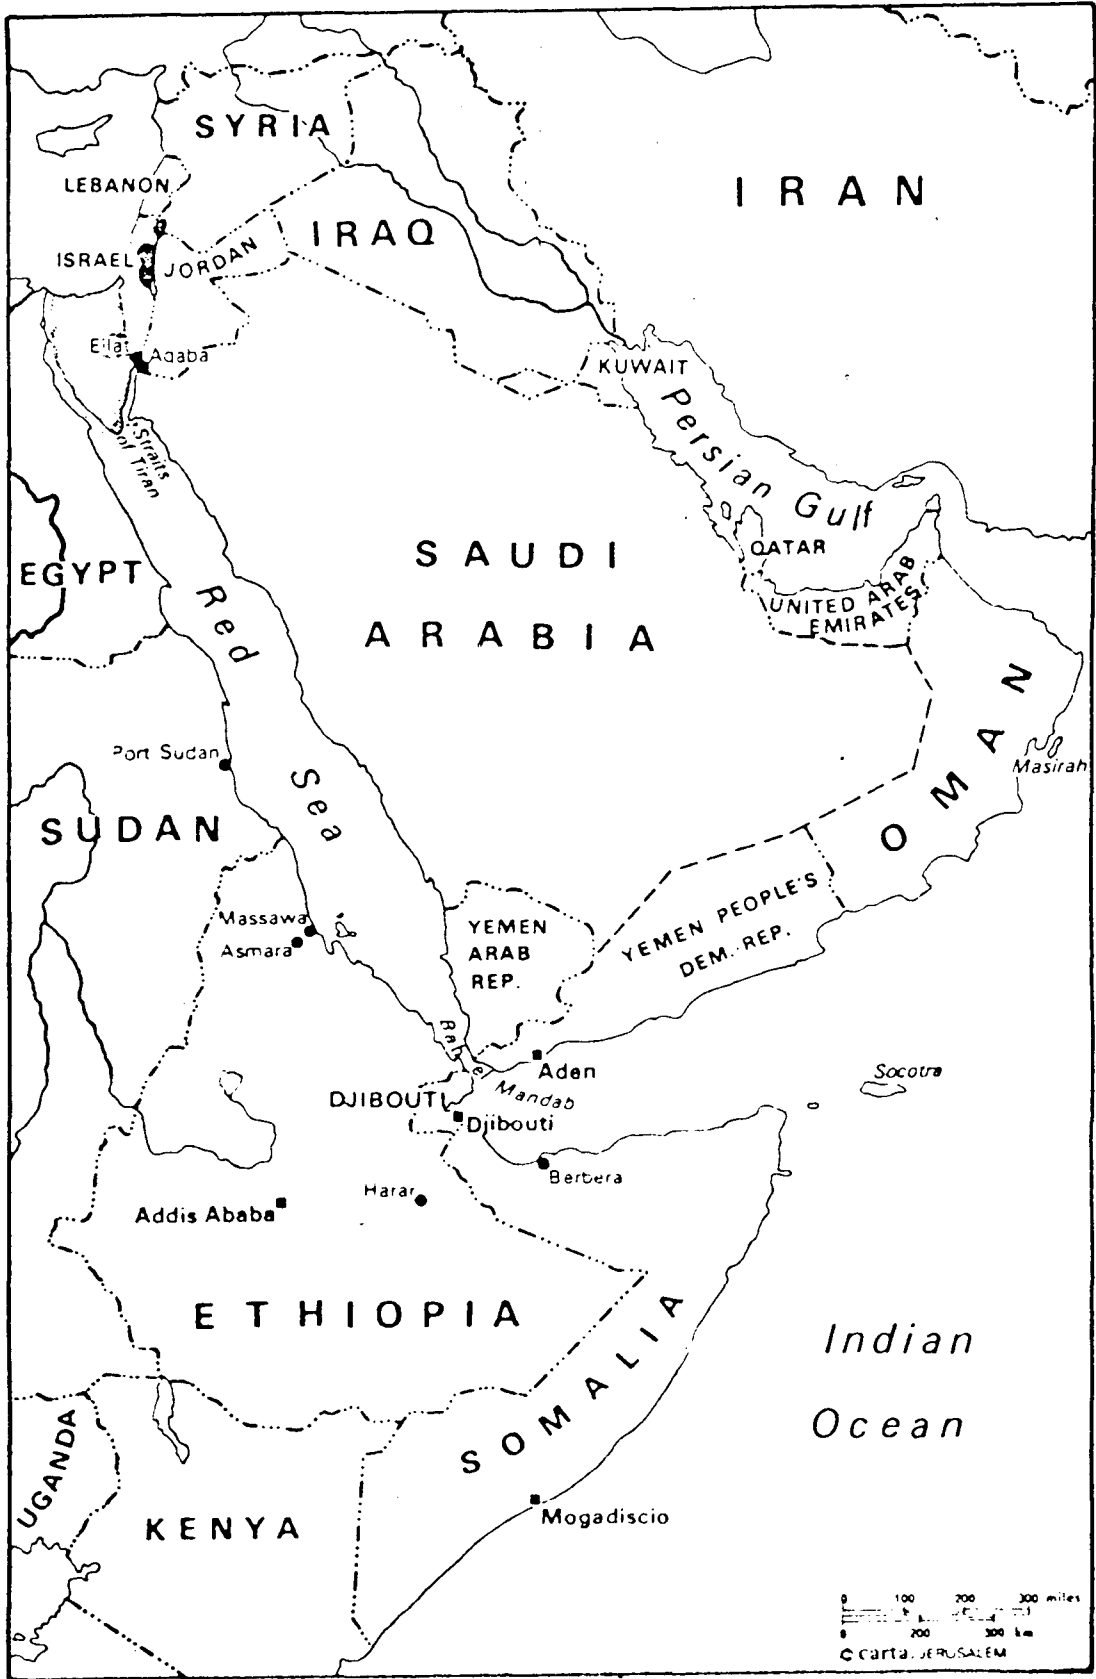 SYRIA
IRAN
LEBANON
IRAQ
ISRAEL
JORDAN
Eilat
Aqaba
KUWAIT
Straits
of Tiran
Persian Gulf
SAUDI
ARABIA
QATAR
EGYPT
UNITED ARAB
EMIRATES
Red Sea
OMAN
Masirah
Port Sudan
SUDAN
Massawa
Asmara
YEMEN
ARAB
REP.
YEMEN PEOPLE'S
DEM. REP.
Bab el Mandab
Aden
Socotra
DJIBOUTI
Djibouti
Berbera
Harar
Addis Ababa
ETHIOPIA
SOMALIA
Indian
Ocean
UGANDA
KENYA
Mogadiscio
0 100 200 300 miles
0 200 300 km
© carta, JERUSALEM